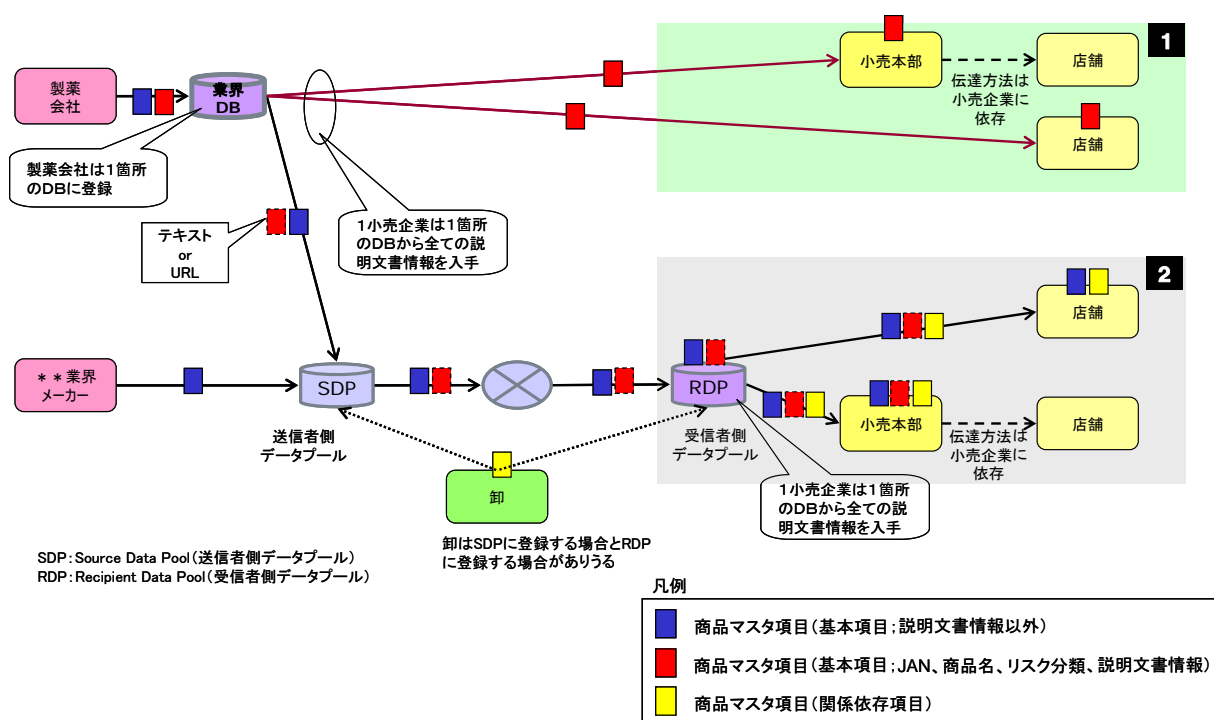 1
製薬
会社
業界
DB
小売本部
店舗
伝達方法は
小売企業に
依存
店舗
製薬会社は1箇所
のDBに登録
テキスト
or
URL
1小売企業は1箇所
のDBから全ての説
明文書情報を入手
2
店舗
**業界
メーカー
SDP
RDP
小売本部
店舗
伝達方法は
小売企業に
依存
送信者側
データプール
受信者側
データプール
卸
1小売企業は1箇所
のDBから全ての説
明文書情報を入手
卸はSDPに登録する場合とRDP
に登録する場合がありうる
SDP:Source Data Pool(送信者側データプール)
RDP:Recipient Data Pool(受信者側データプール)
凡例
商品マスタ項目(基本項目;説明文書情報以外)
商品マスタ項目(基本項目;JAN、商品名、リスク分類、説明文書情報)
商品マスタ項目(関係依存項目)